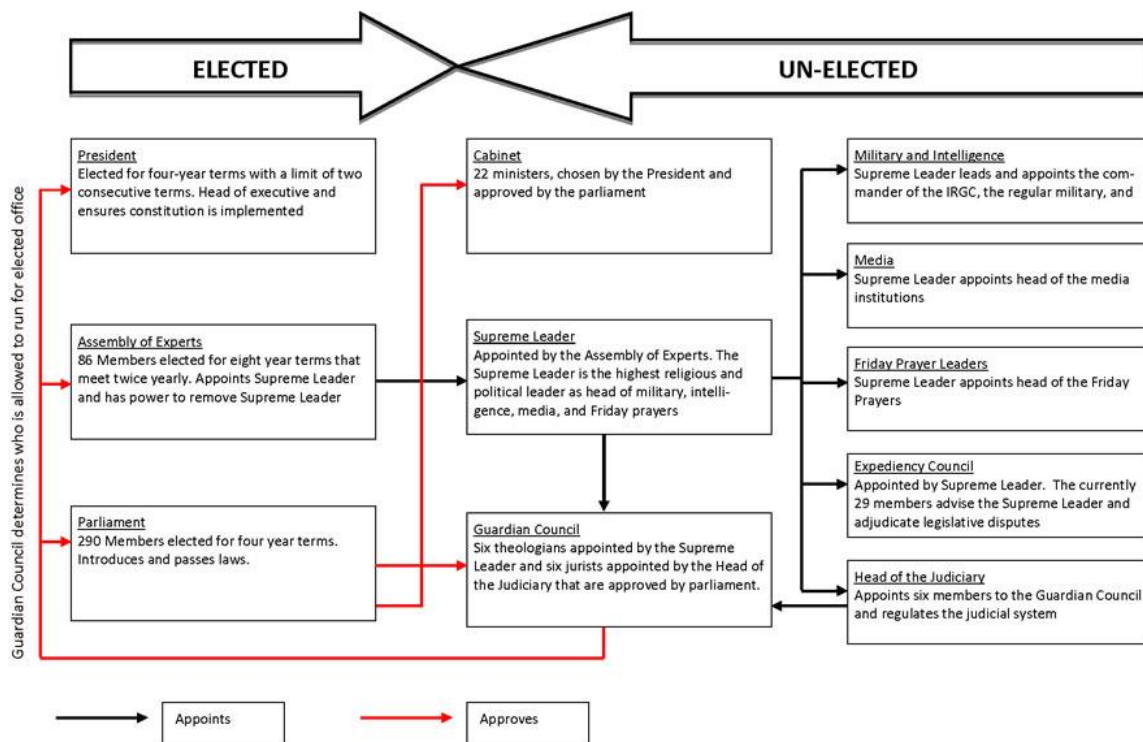 ELECTED
UN-ELECTED
Guardian Council determines who is allowed to run for elected office
President
Elected for four-year terms with a limit of two
consecutive terms. Head of executive and
ensures constitution is implemented
Cabinet
22 ministers, chosen by the President and
approved by the parliament
Military and Intelligence
Supreme Leader leads and appoints the com-
mander of the IRGC, the regular military, and
Media
Supreme Leader appoints head of the media
institutions
Assembly of Experts
86 Members elected for eight year terms that
meet twice yearly. Appoints Supreme Leader
and has power to remove Supreme Leader
Supreme Leader
Appointed by the Assembly of Experts. The
Supreme Leader is the highest religious and
political leader as head of military, intelli-
gence, media, and Friday prayers
Friday Prayer Leaders
Supreme Leader appoints head of the Friday
Prayers
Expediency Council
Appointed by Supreme Leader.  The currently
29 members advise the Supreme Leader and
adjudicate legislative disputes
Parliament
290 Members elected for four year terms.
Introduces and passes laws.
Guardian Council
Six theologians appointed by the Supreme
Leader and six jurists appointed by the Head of
the Judiciary that are approved by parliament.
Head of the Judiciary
Appoints six members to the Guardian Council
and regulates the judicial system
Appoints
Approves